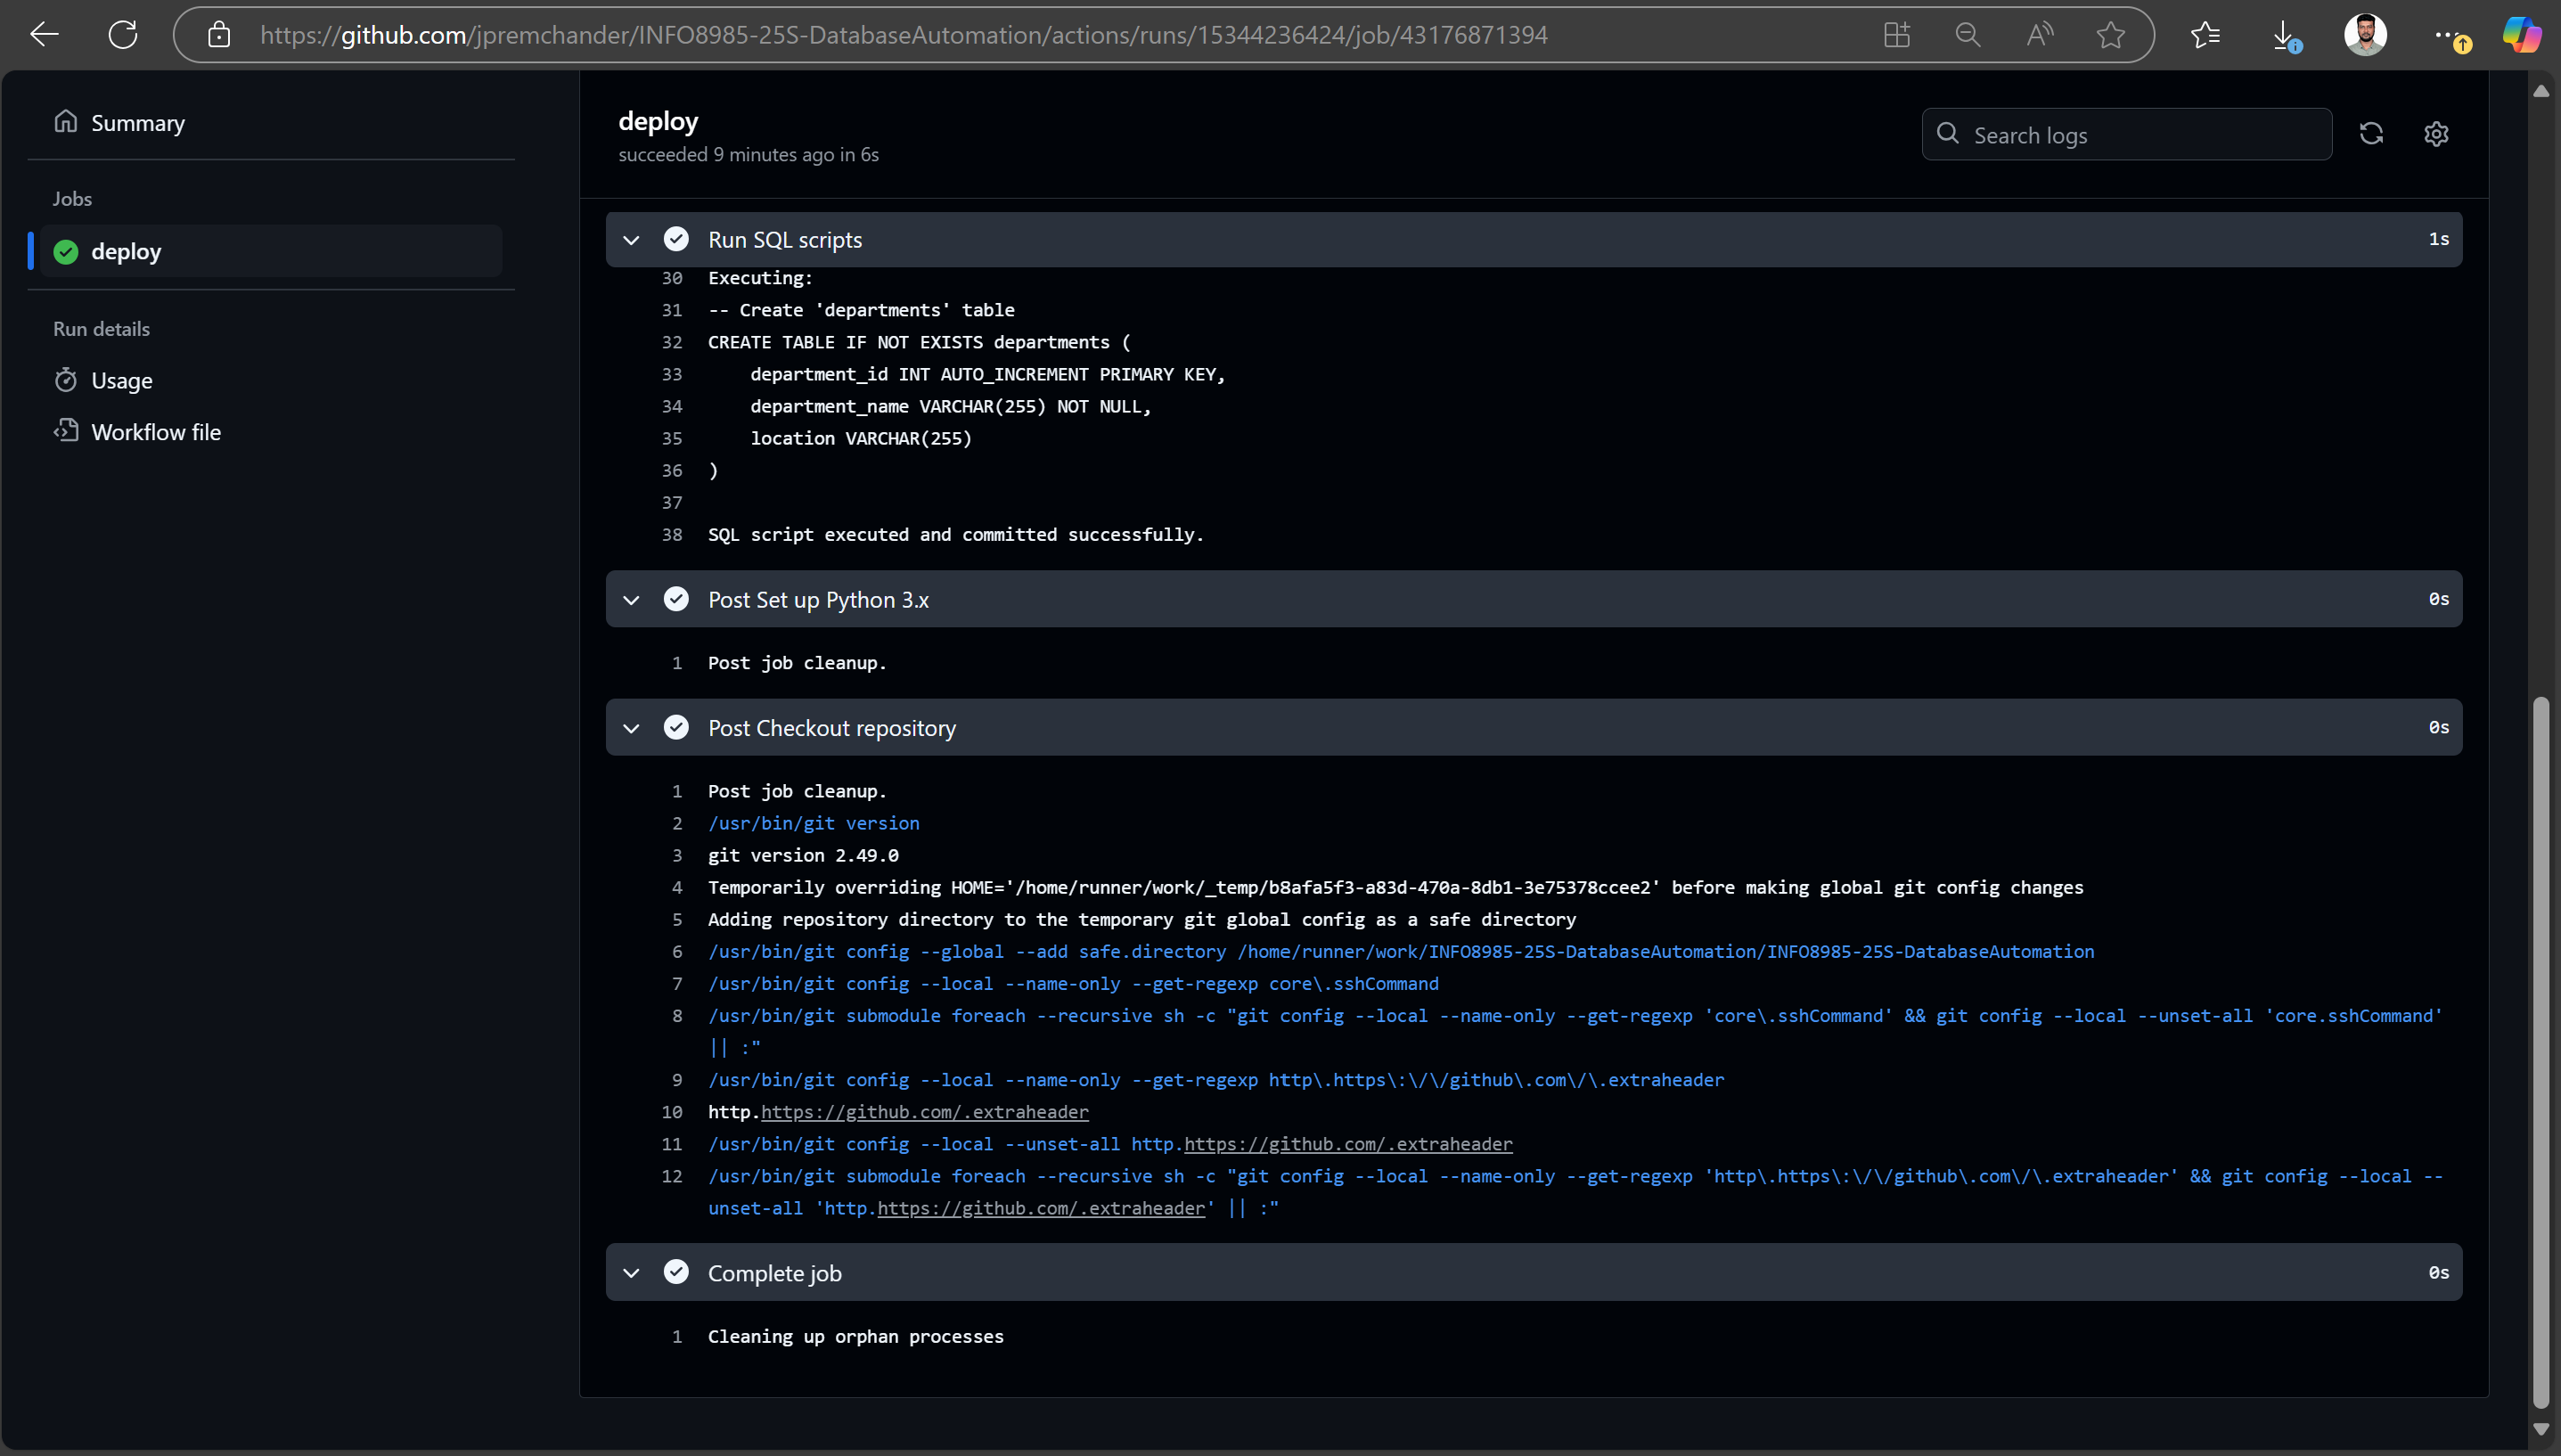 https://github.com/jpremchander/INFO8985-25S-DatabaseAutomation/actions/runs/15344236424/job/43176871394
Summary
Jobs
deploy
Run details
Usage
Workflow file
deploy
succeeded 9 minutes ago in 6s
Search logs
Run SQL scripts 1s
30 Executing:
31 -- Create 'departments' table
32 CREATE TABLE IF NOT EXISTS departments (
33     department_id INT AUTO_INCREMENT PRIMARY KEY,
34     department_name VARCHAR(255) NOT NULL,
35     location VARCHAR(255)
36 )
37
38 SQL script executed and committed successfully.
Post Set up Python 3.x 0s
1 Post job cleanup.
Post Checkout repository 0s
1 Post job cleanup.
2 /usr/bin/git version
3 git version 2.49.0
4 Temporarily overriding HOME='/home/runner/work/_temp/b8afa5f3-a83d-470a-8db1-3e75378ccee2' before making global git config changes
5 Adding repository directory to the temporary git global config as a safe directory
6 /usr/bin/git config --global --add safe.directory /home/runner/work/INFO8985-25S-DatabaseAutomation/INFO8985-25S-DatabaseAutomation
7 /usr/bin/git config --local --name-only --get-regexp core\.sshCommand
8 /usr/bin/git submodule foreach --recursive sh -c "git config --local --name-only --get-regexp 'core\.sshCommand' && git config --local --unset-all 'core.sshCommand'
|| :"
9 /usr/bin/git config --local --name-only --get-regexp http\.https\:\/\/github\.com\/\.extraheader
10 http.https://github.com/.extraheader
11 /usr/bin/git config --local --unset-all http.https://github.com/.extraheader
12 /usr/bin/git submodule foreach --recursive sh -c "git config --local --name-only --get-regexp 'http\.https\:\/\/github\.com\/\.extraheader' && git config --local --
unset-all 'http.https://github.com/.extraheader' || :"
Complete job 0s
1 Cleaning up orphan processes